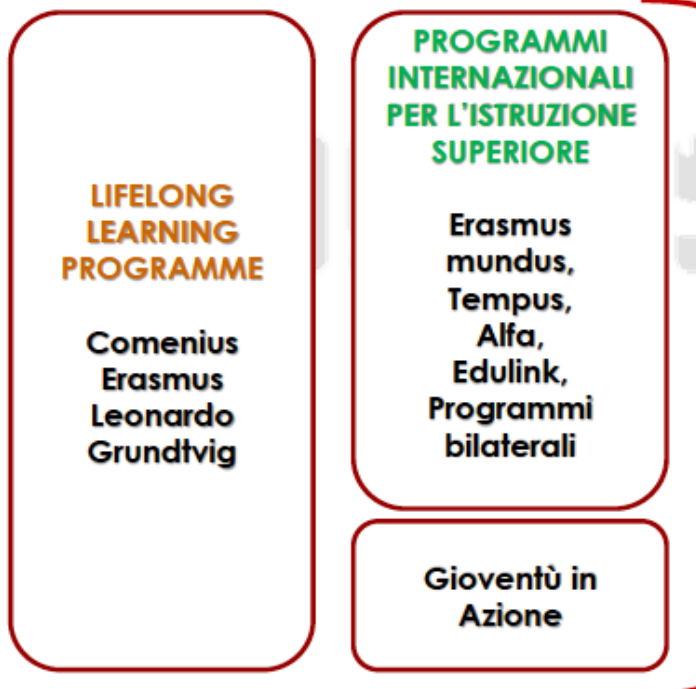 LIFELONG
LEARNING
PROGRAMME
Comenius
Erasmus
Leonardo
Grundtvig
PROGRAMMI
INTERNAZIONALI
PER L'ISTRUZIONE
SUPERIORE
Erasmus
mundus,
Tempus,
Alfa,
Edulink,
Programmi
bilaterali
Gioventù in
Azione